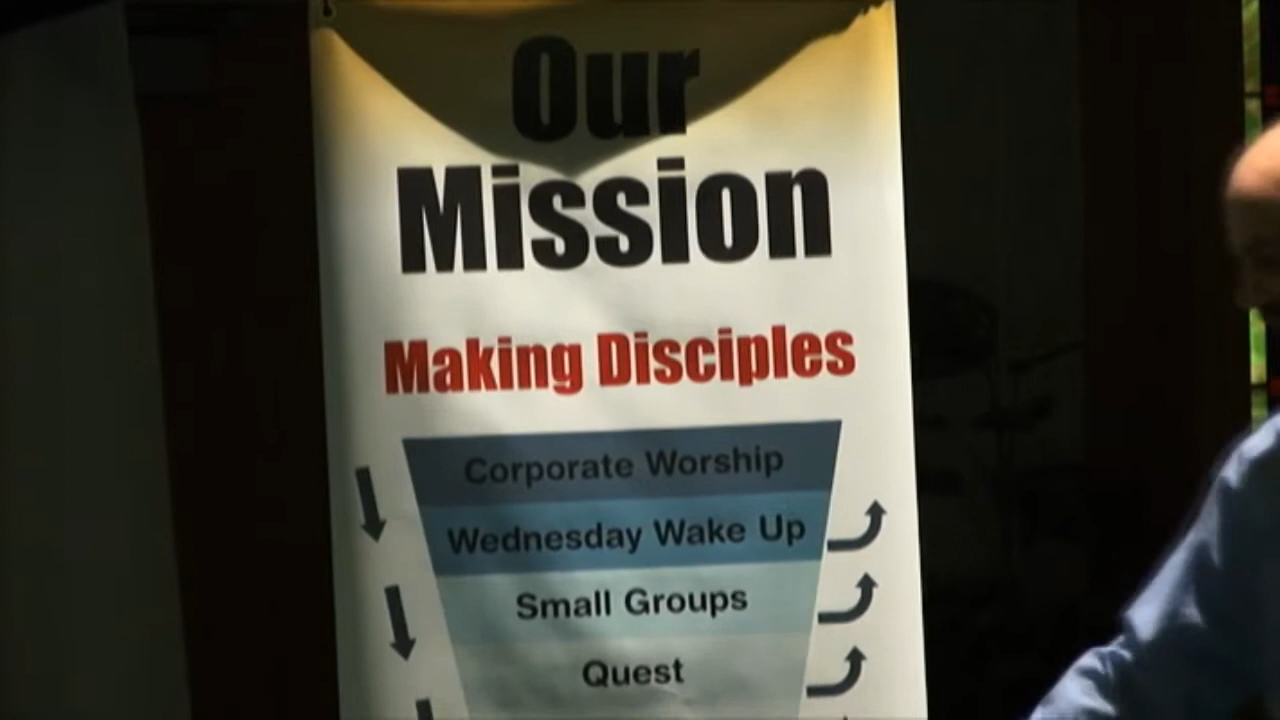 Our
Mission
Making Disciples
Corporate Worship
Wednesday Wake Up
Small Groups
Quest